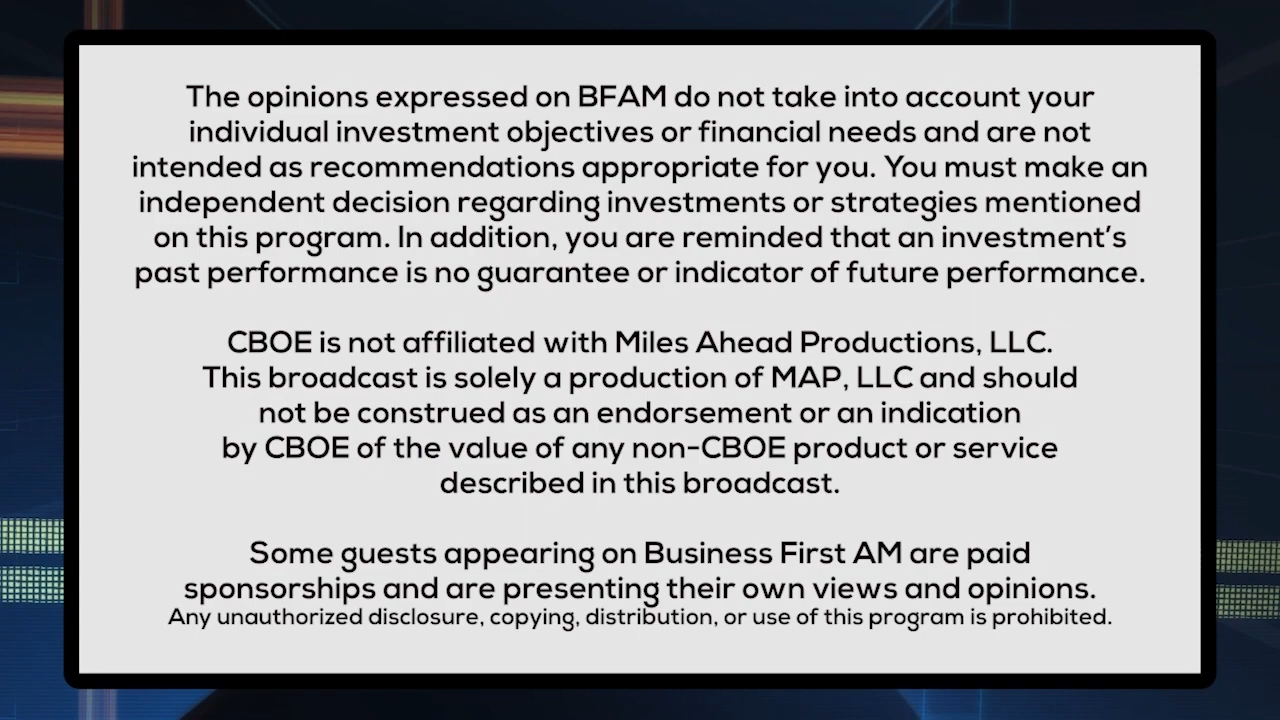 The opinions expressed on BFAM do not take into account your
individual investment objectives or financial needs and are not
intended as recommendations appropriate for you. You must make an
independent decision regarding investments or strategies mentioned
on this program. In addition, you are reminded that an investment's
past performance is no guarantee or indicator of future performance.
CBOE is not affiliated with Miles Ahead Productions, LLC.
This broadcast is solely a production of MAP, LLC and should
not be construed as an endorsement or an indication
by CBOE of the value of any non-CBOE product or service
described in this broadcast.
Some guests appearing on Business First AM are paid
sponsorships and are presenting their own views and opinions.
Any unauthorized disclosure, copying, distribution, or use of this program is prohibited.